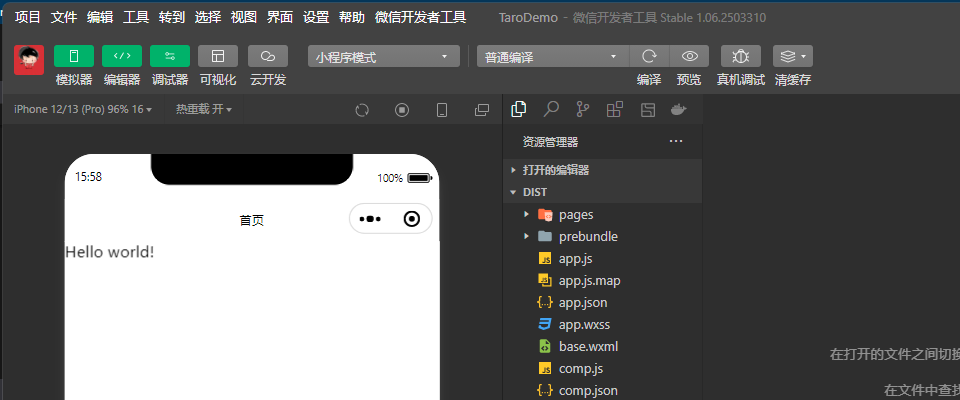 项目 文件 编辑 工具 转到 选择 视图 界面 设置 帮助 微信开发者工具 TaroDemo - 微信开发者工具 Stable 1.06.2503310
小程序模式 普通编译
模拟器 编辑器 调试器 可视化 云开发 编译 预览 真机调试 清缓存
iPhone 12/13 (Pro) 96% 16 热重载 开
资源管理器
打开的编辑器
DIST
15:58 100%
首页
Hello world!
pages
prebundle
app.js
app.js.map
app.json
app.wxss
base.wxml
comp.js
comp.json
在打开的文件之间切换
在文件中查找